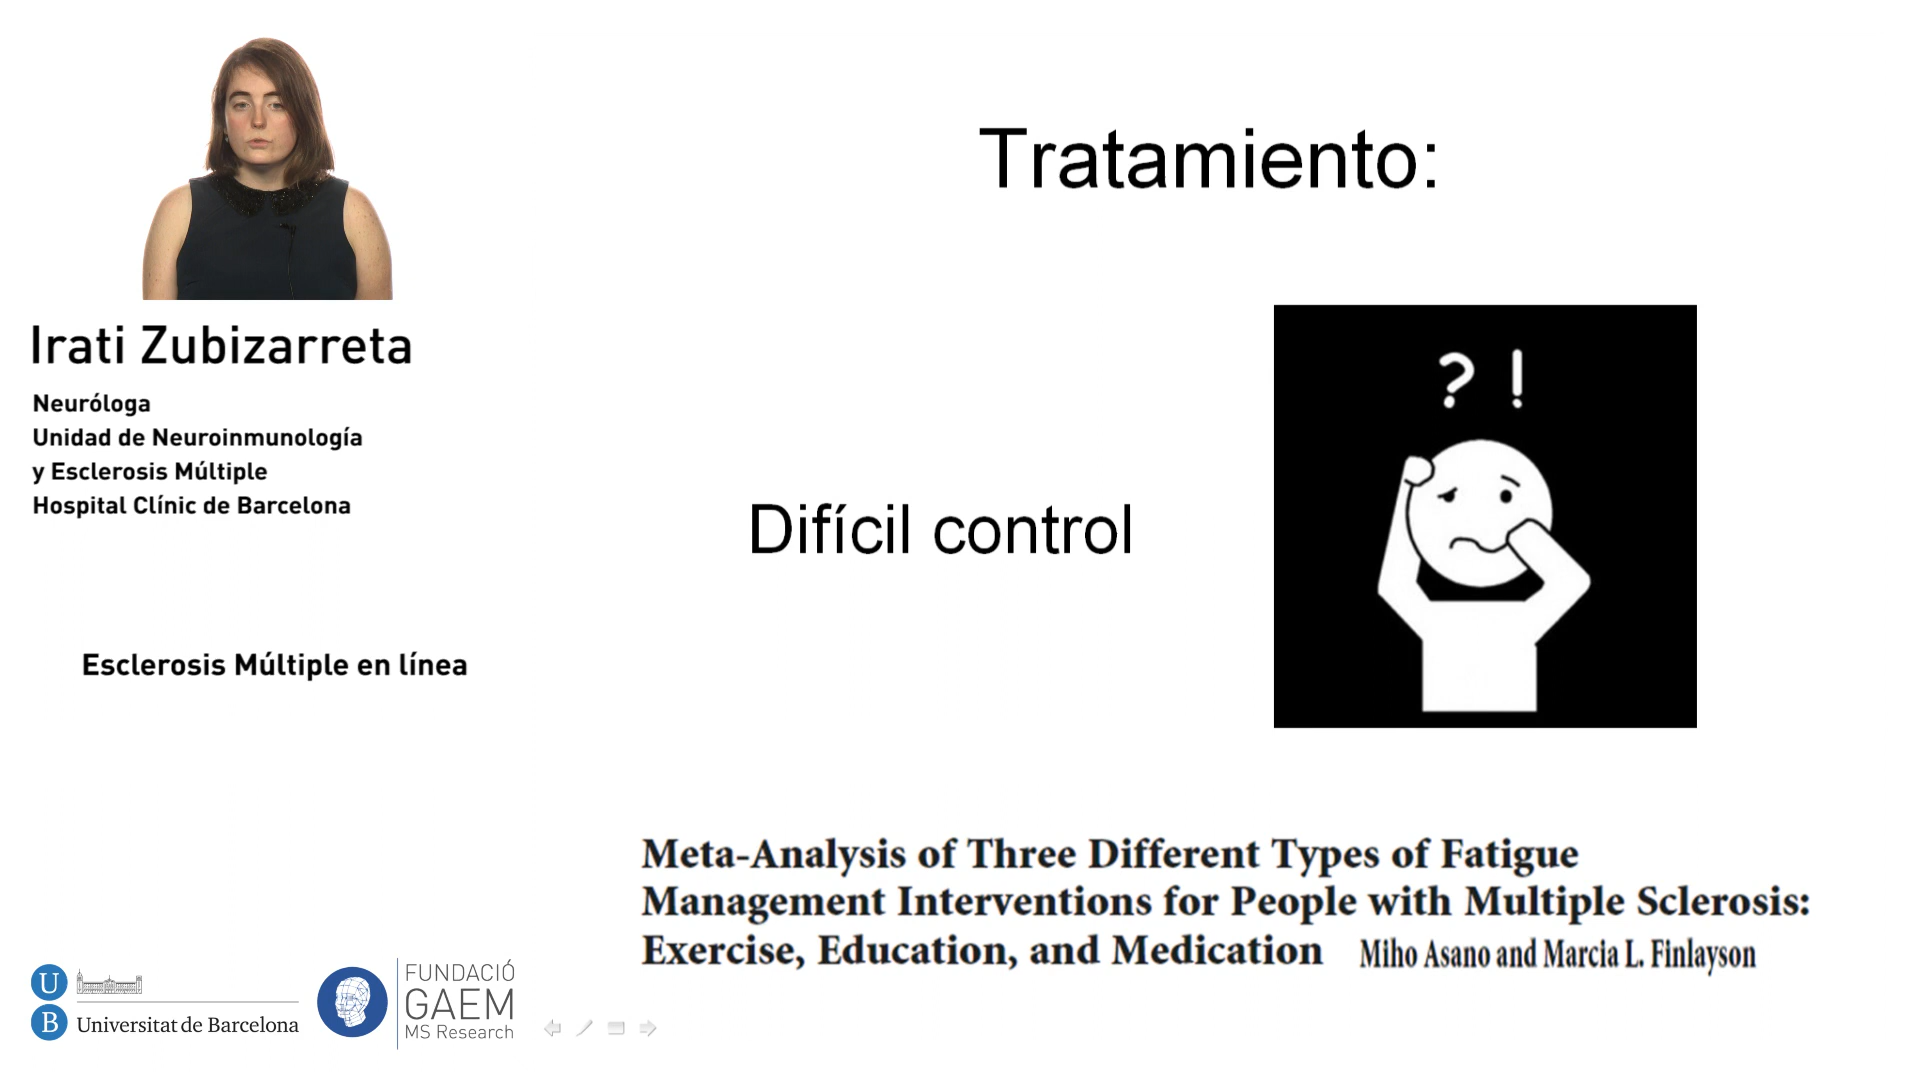 Tratamiento:
Irati Zubizarreta
Neuróloga
Unidad de Neuroinmunología
y Esclerosis Múltiple
Hospital Clínic de Barcelona
? !
Difícil control
Esclerosis Múltiple en línea
Meta-Analysis of Three Different Types of Fatigue
Management Interventions for People with Multiple Sclerosis:
Exercise, Education, and Medication Miho Asano and Marcia L. Finlayson
U
B
Universitat de Barcelona
FUNDACIÓ
GAEM
MS Research